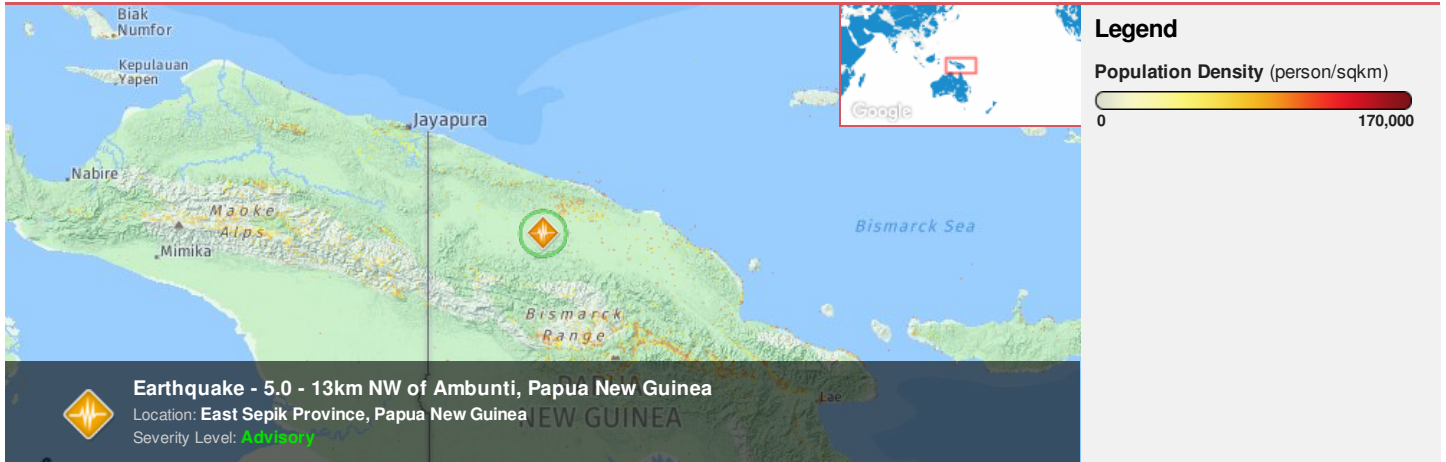 Biak
Numfor
Kepulauan
Yapen
Jayapura
Nabire
Maoke
Alps
Mimika
Bismarck Sea
Bismarck
Range
Lae
NEW GUINEA
Google
Legend
Population Density (person/sqkm)
0 170,000
Earthquake - 5.0 - 13km NW of Ambunti, Papua New Guinea
Location: East Sepik Province, Papua New Guinea
Severity Level: Advisory